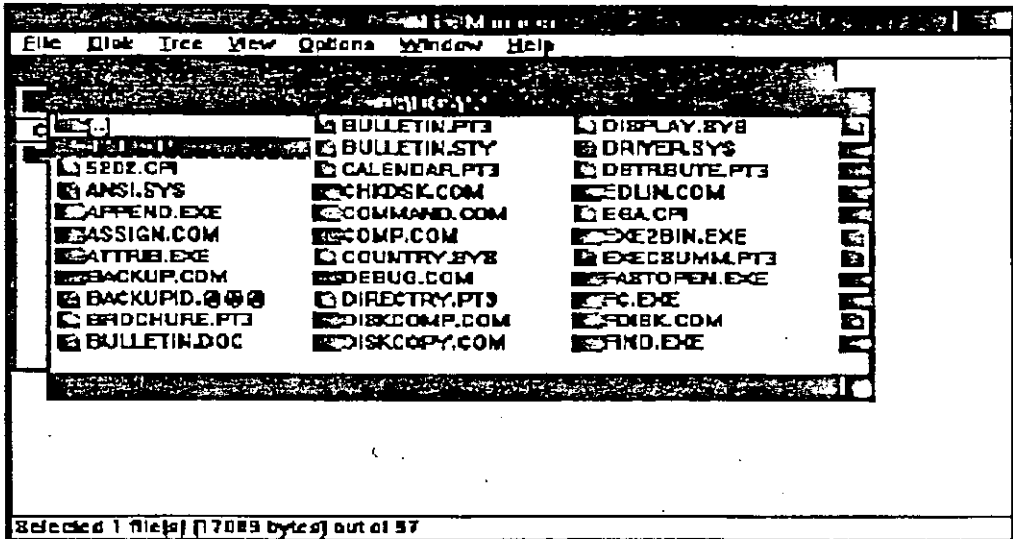 File Disk Tree View Options Window Help
BULLETIN.PT3 DISPLAY.SYS
BULLETIN.STY DRIVER.SYS
5202.CPI CALENDAR.PT3 DSTRBUTE.PT3
ANSI.SYS CHKDSK.COM EDLIN.COM
APPEND.EXE COMMAND.COM EGA.CPI
ASSIGN.COM COMP.COM EXE2BIN.EXE
ATTRIB.EXE COUNTRY.SYS EXECSUMM.PT3
BACKUP.COM DEBUG.COM FASTOPEN.EXE
BACKUPID.@@@ DIRECTRY.PT3 FC.EXE
BROCHURE.PT3 DISKCOMP.COM FDISK.COM
BULLETIN.DOC DISKCOPY.COM FIND.EXE
Selected 1 file(s) (17089 bytes) out of 97